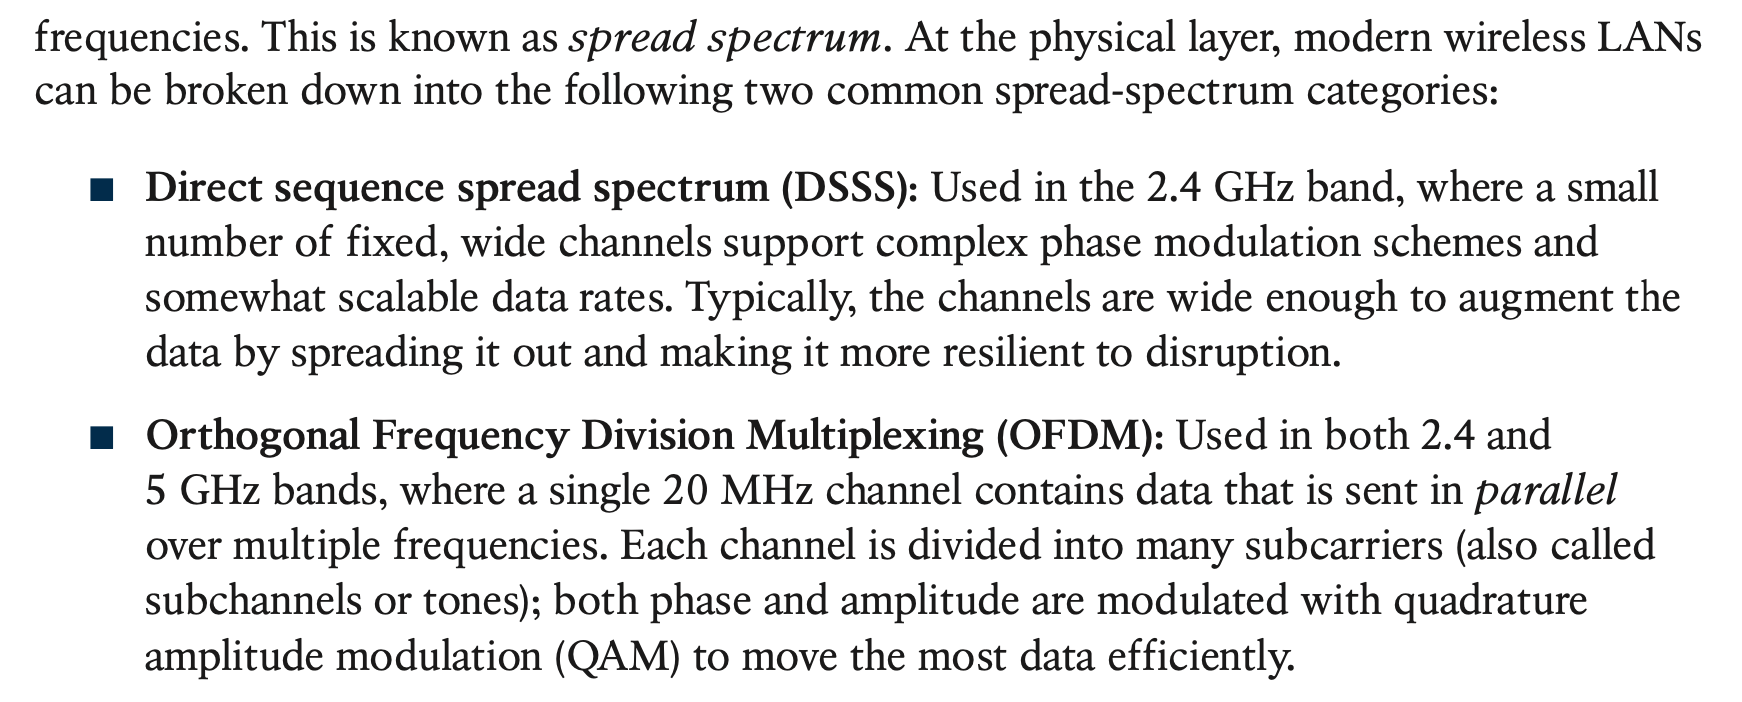 frequencies. This is known as spread spectrum. At the physical layer, modern wireless LANs
can be broken down into the following two common spread-spectrum categories:
■ Direct sequence spread spectrum (DSSS): Used in the 2.4 GHz band, where a small
number of fixed, wide channels support complex phase modulation schemes and
somewhat scalable data rates. Typically, the channels are wide enough to augment the
data by spreading it out and making it more resilient to disruption.
■ Orthogonal Frequency Division Multiplexing (OFDM): Used in both 2.4 and
5 GHz bands, where a single 20 MHz channel contains data that is sent in parallel
over multiple frequencies. Each channel is divided into many subcarriers (also called
subchannels or tones); both phase and amplitude are modulated with quadrature
amplitude modulation (QAM) to move the most data efficiently.